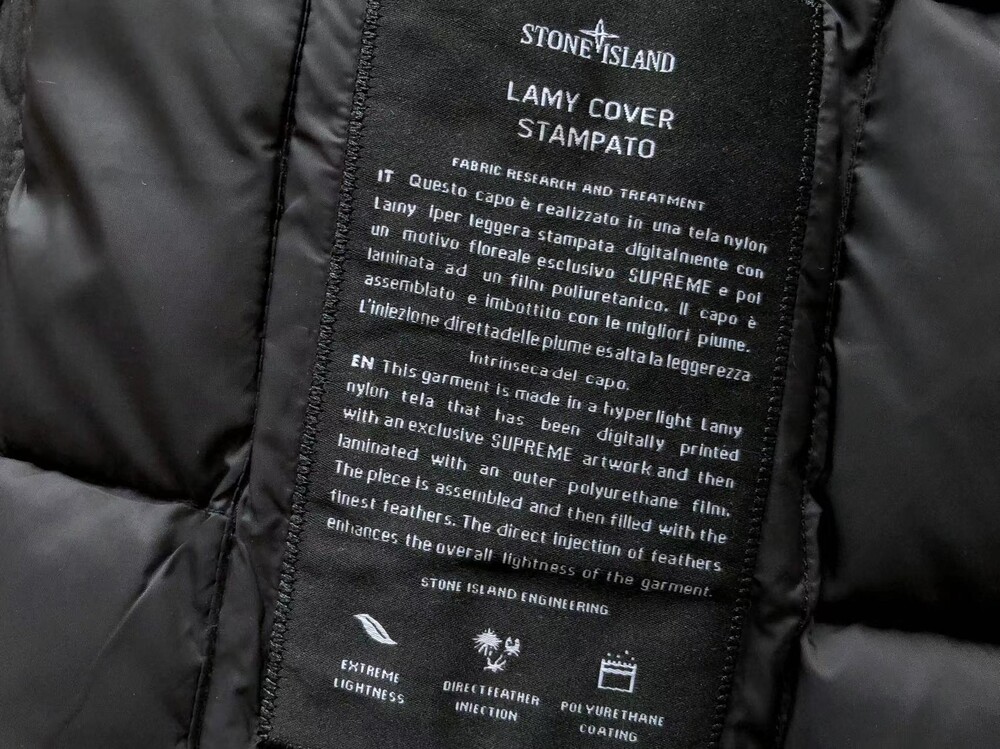 STONE ISLAND
LAMY COVER
STAMPATO
FABRIC RESEARCH AND TREATMENT
IT Questo capo è realizzato in una tela nylon
Lamy iper leggera stampata digitalmente con
un motivo floreale esclusivo SUPREME e poi
laminata ad un film poliuretanico. Il capo è
assemblato e imbottito con le migliori piume.
L'iniezione diretta delle piume esalta la leggerezza
intrinseca del capo.
EN This garment is made in a hyper light Lamy
nylon tela that has been digitally printed
with an exclusive SUPREME artwork and then
laminated with an outer polyurethane film.
The piece is assembled and then filled with the
finest feathers. The direct injection of feathers
enhances the overall lightness of the garment.
STONE ISLAND ENGINEERING
EXTREME
LIGHTNESS
DIRECT FEATHER
INJECTION
POLYURETHANE
COATING